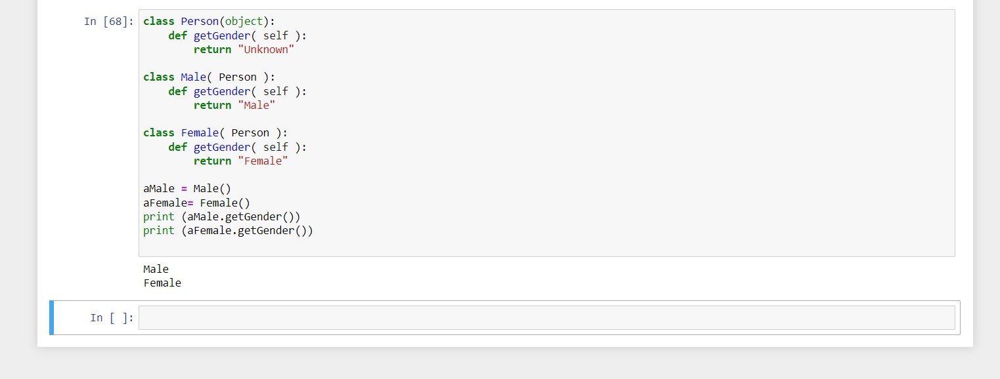 In [68]: class Person(object):
    def getGender( self ):
        return "Unknown"

class Male( Person ):
    def getGender( self ):
        return "Male"

class Female( Person ):
    def getGender( self ):
        return "Female"

aMale = Male()
aFemale= Female()
print (aMale.getGender())
print (aFemale.getGender())

Male
Female
In [ ]: